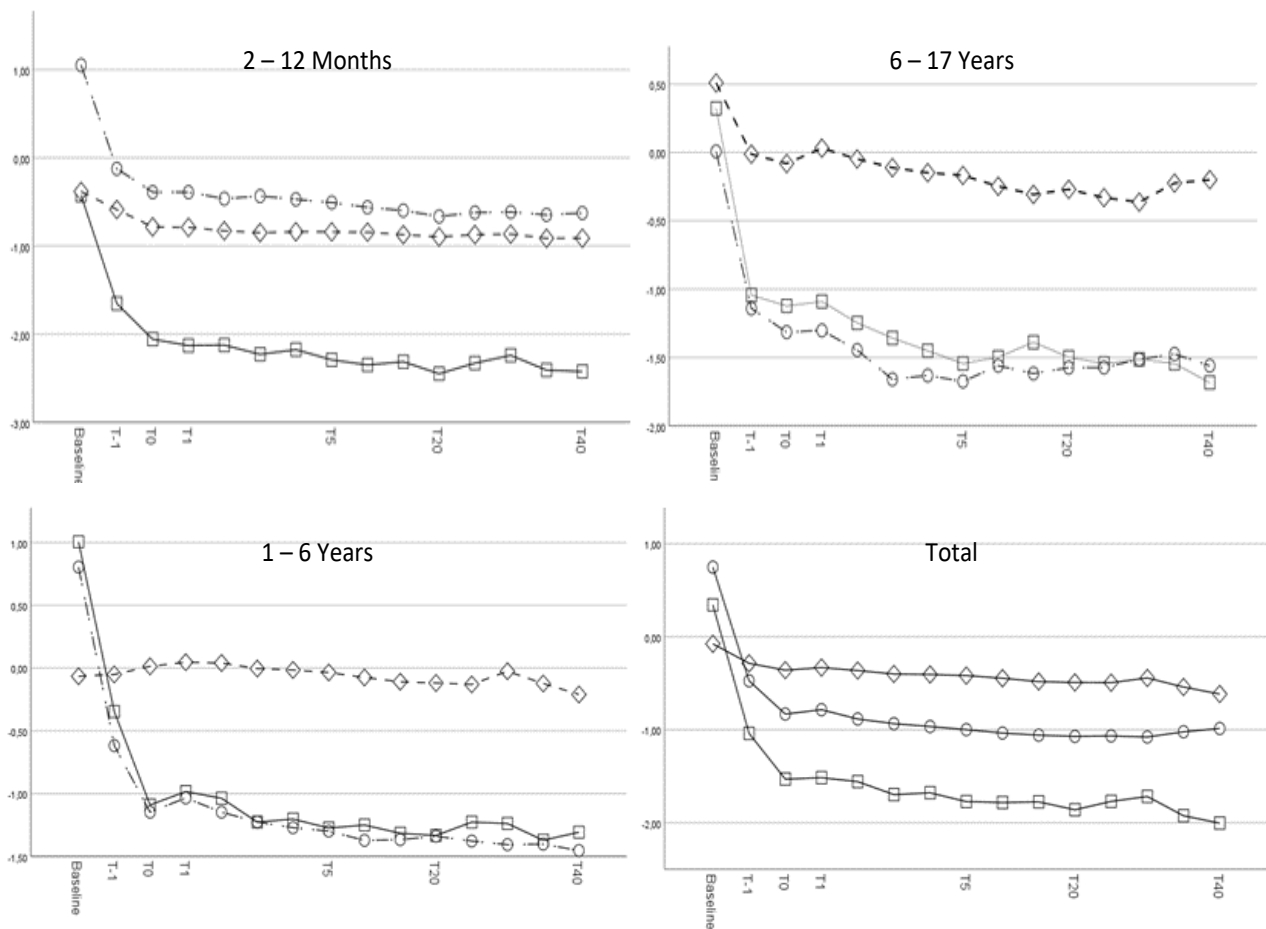 2 – 12 Months
1,00
0,00
-1,00
-2,00
-3,00
Baseline
T-1
T0
T1
T5
T20
T40
6 – 17 Years
0,50
0,00
-0,50
-1,00
-1,50
-2,00
Baselin
T-1
T0
T1
T5
T20
T40
1 – 6 Years
1,00
0,50
0,00
-0,50
-1,00
-1,50
Baseline
T-1
T0
T1
T5
T20
T40
Total
1,00
0,00
-1,00
-2,00
Baseline
T-1
T0
T1
T5
T20
T40